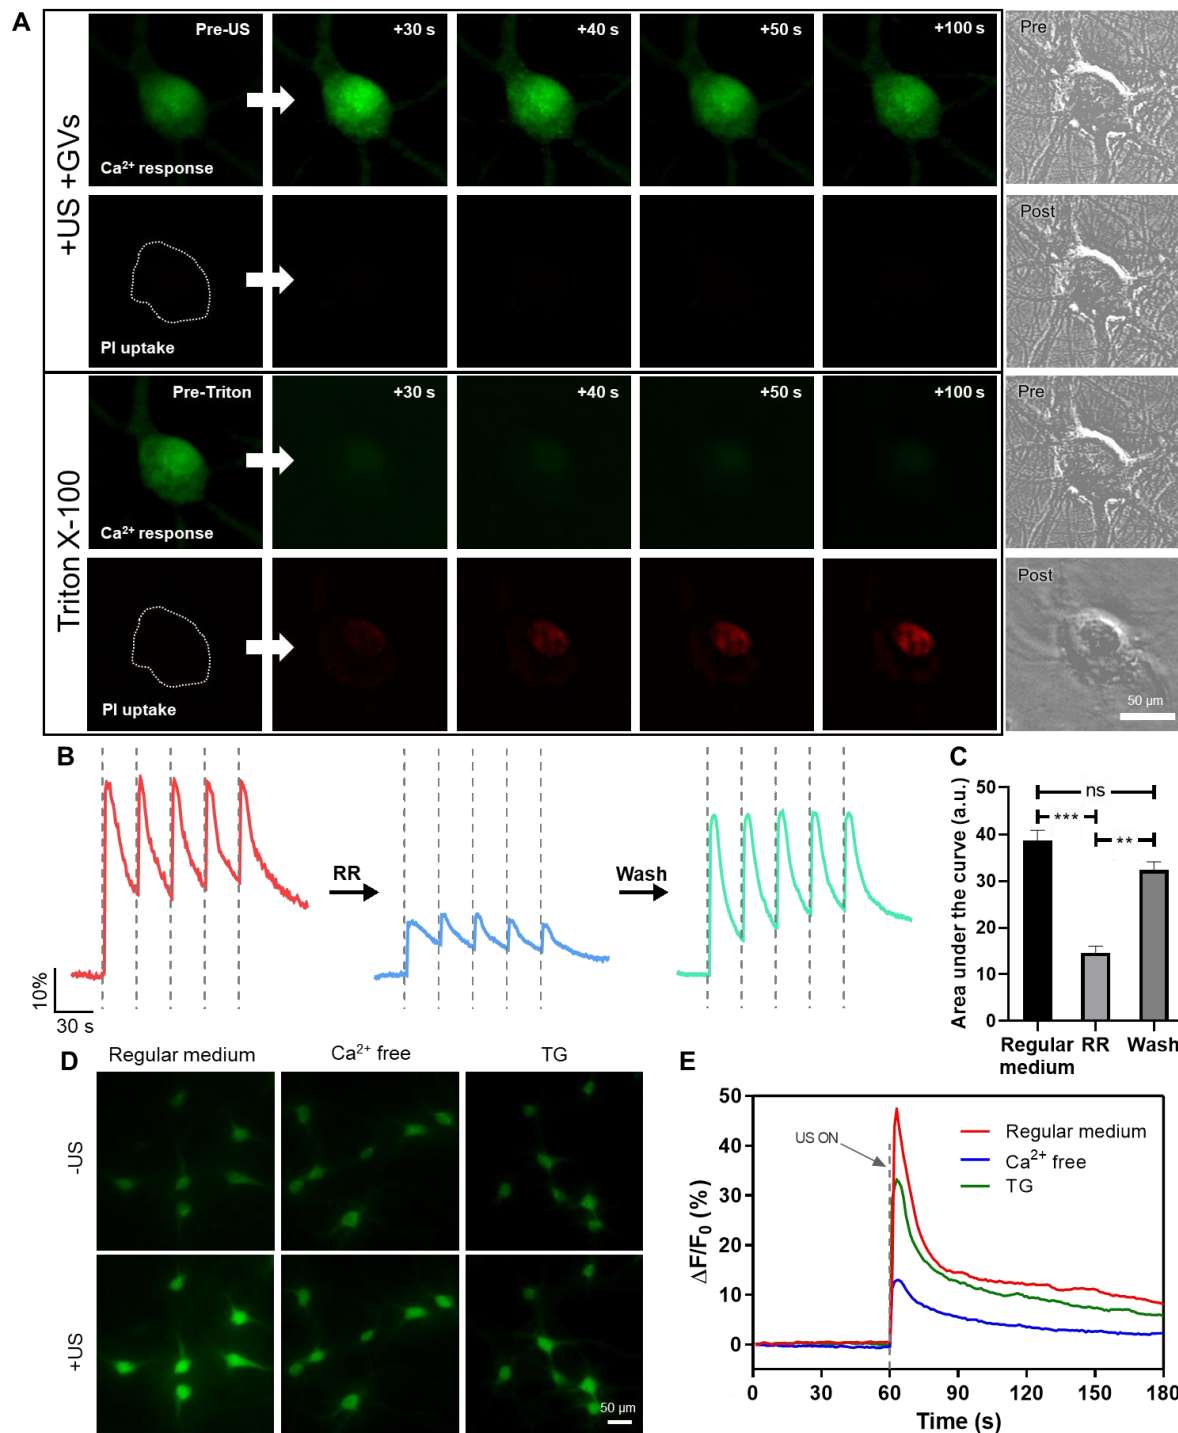 A
+US +GVs
Pre-US
+30 s
+40 s
+50 s
+100 s
Pre
Ca²⁺ response
Post
PI uptake
Triton X-100
Pre-Triton
+30 s
+40 s
+50 s
+100 s
Pre
Ca²⁺ response
Post
PI uptake
50 µm
B
RR
Wash
10%
30 s
C
Area under the curve (a.u.)
50
40
30
20
10
0
ns
***
**
Regular medium
RR
Wash
D
Regular medium
Ca²⁺ free
TG
-US
+US
50 µm
E
ΔF/F₀ (%)
50
40
30
20
10
0
US ON
Regular medium
Ca²⁺ free
TG
0
30
60
90
120
150
180
Time (s)